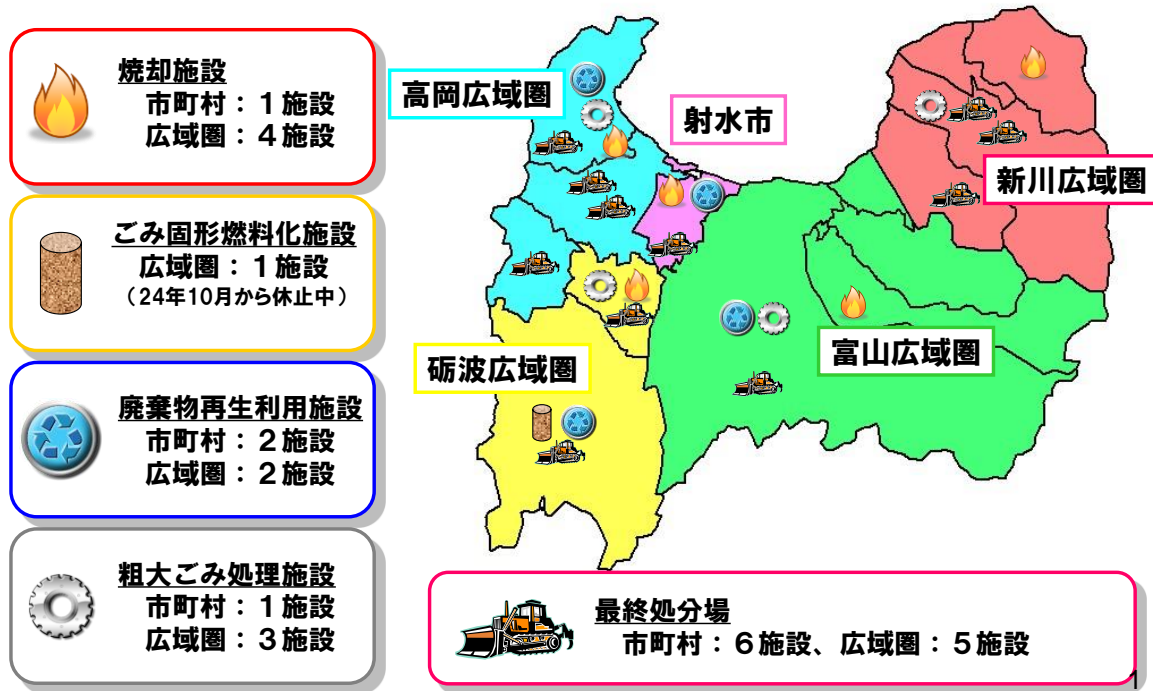 焼却施設
市町村：１施設
広域圏：４施設
ごみ固形燃料化施設
広域圏：１施設
（24年10月から休止中）
廃棄物再生利用施設
市町村：２施設
広域圏：２施設
粗大ごみ処理施設
市町村：１施設
広域圏：３施設
高岡広域圏
射水市
新川広域圏
砺波広域圏
富山広域圏
最終処分場
市町村：６施設、広域圏：５施設
1